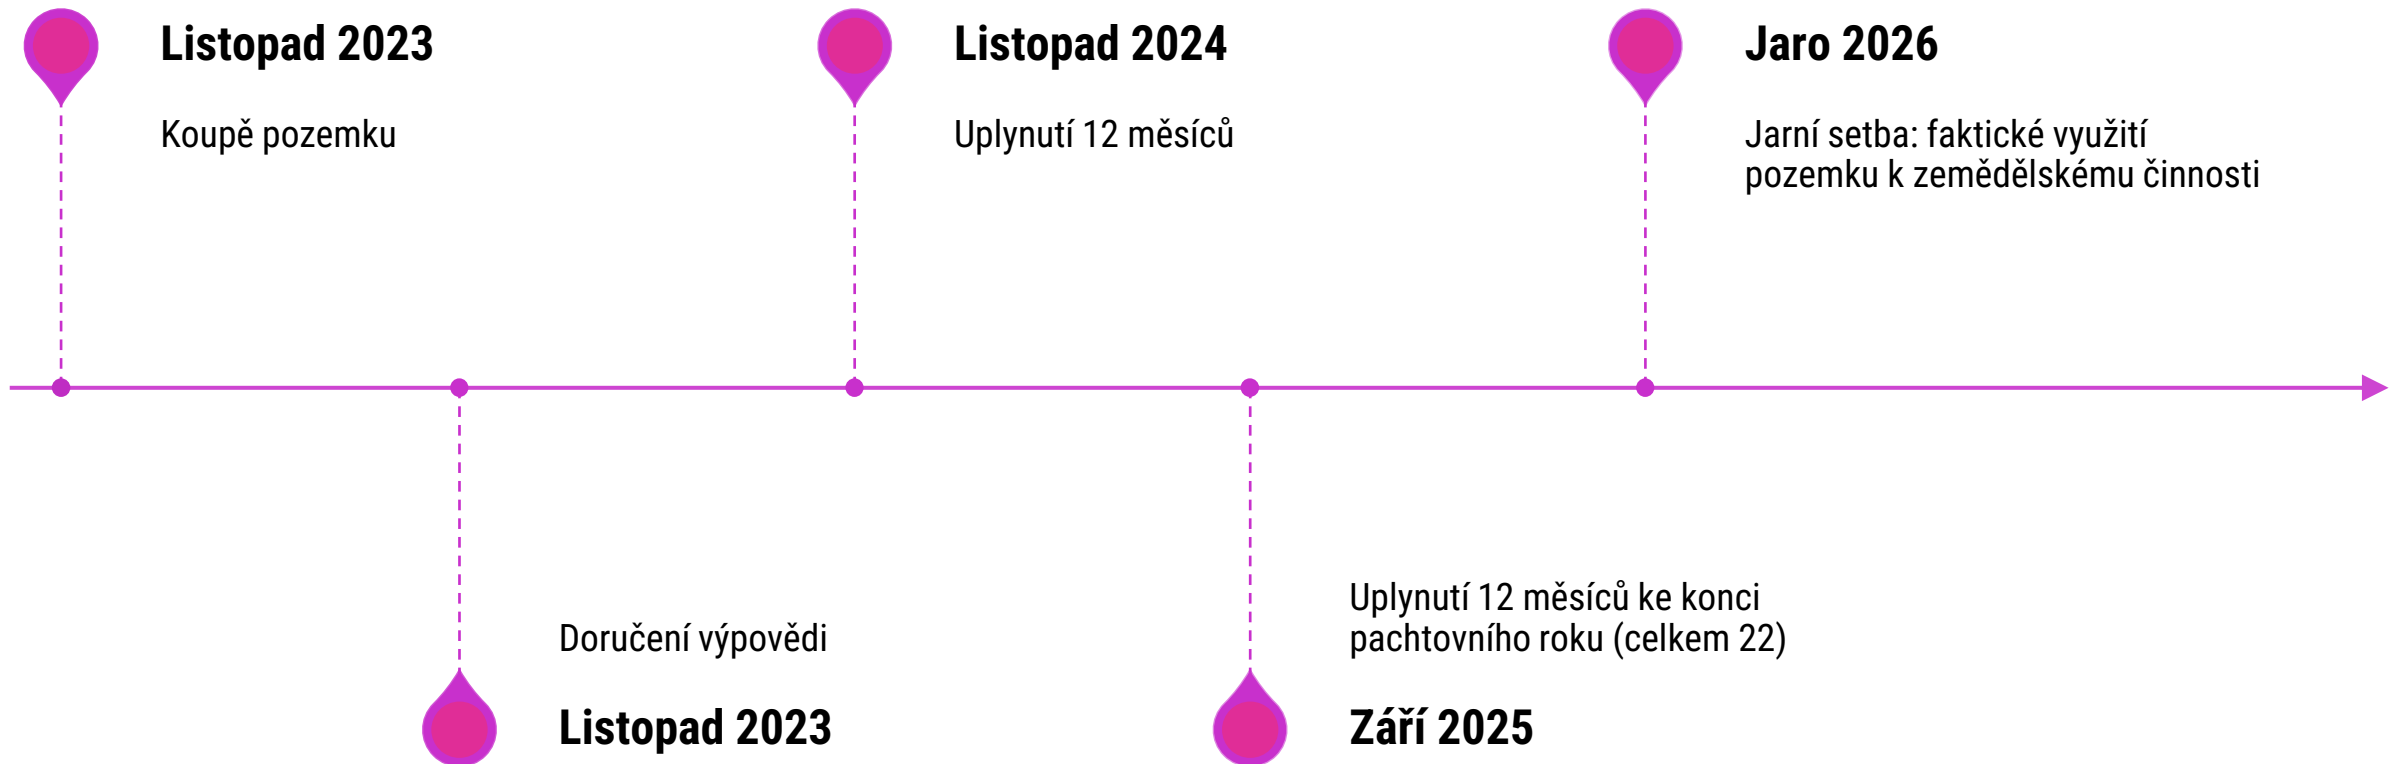 Listopad 2023
Koupě pozemku
Doručení výpovědi
Listopad 2023
Listopad 2024
Uplynutí 12 měsíců
Uplynutí 12 měsíců ke konci
pachtovního roku (celkem 22)
Září 2025
Jaro 2026
Jarní setba: faktické využití
pozemku k zemědělskému činnosti